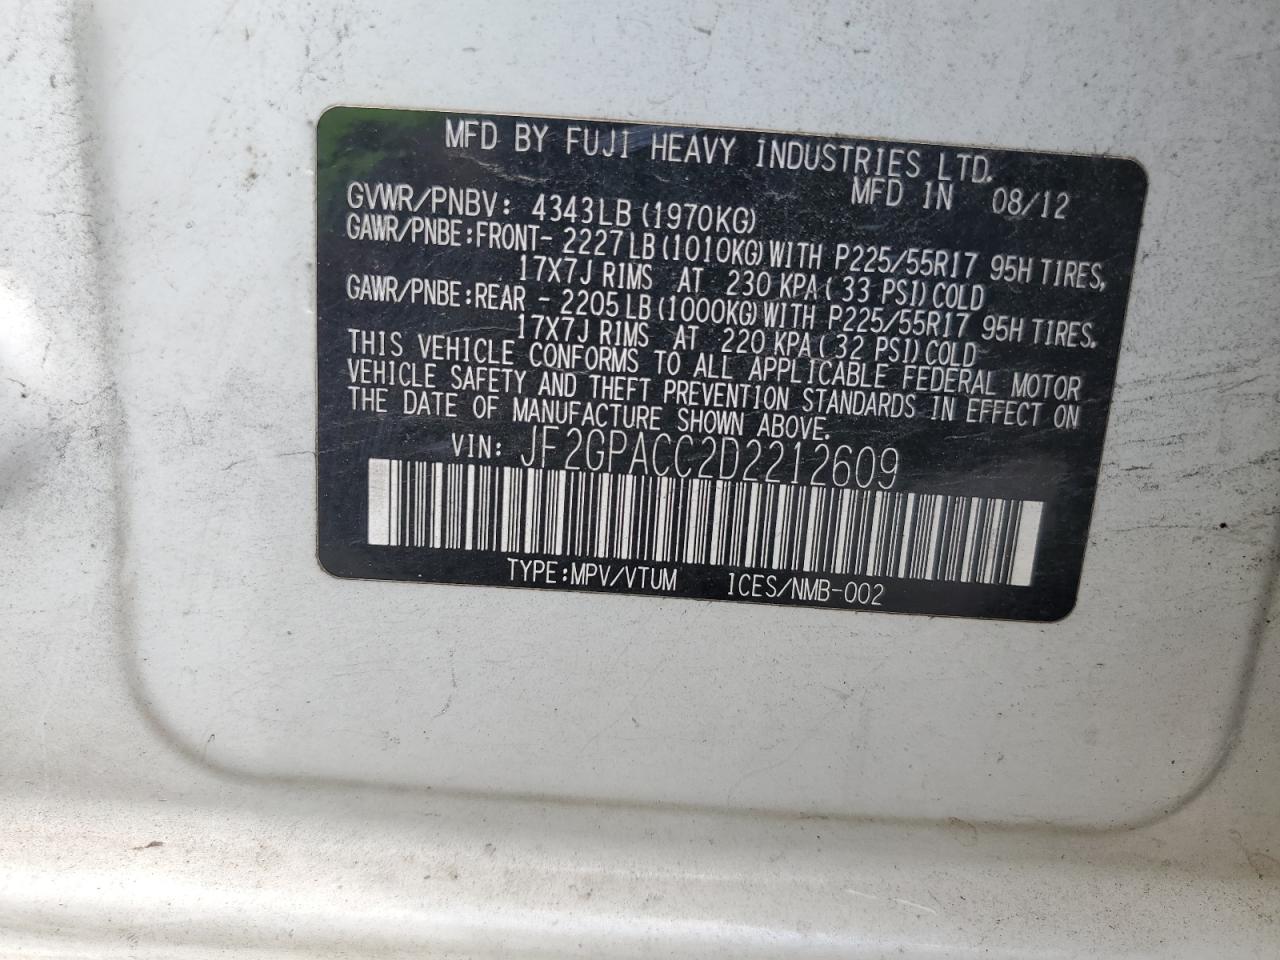 MFD BY FUJI HEAVY INDUSTRIES LTD.
MFD IN 08/12
GVWR/PNBV: 4343LB(1970KG)
GAWR/PNBE:FRONT- 2227LB(1010KG)WITH P225/55R17 95H TIRES,
17X7J RIMS AT 230 KPA(33 PSI)COLD
GAWR/PNBE:REAR - 2205LB(1000KG)WITH P225/55R17 95H TIRES.
17X7J RIMS AT 220 KPA(32 PSI)COLD
THIS VEHICLE CONFORMS TO ALL APPLICABLE FEDERAL MOTOR
VEHICLE SAFETY AND THEFT PREVENTION STANDARDS IN EFFECT ON
THE DATE OF MANUFACTURE SHOWN ABOVE.
VIN: JF2GPACC2D2212609
TYPE:MPV/VTUM ICES/NMB-002